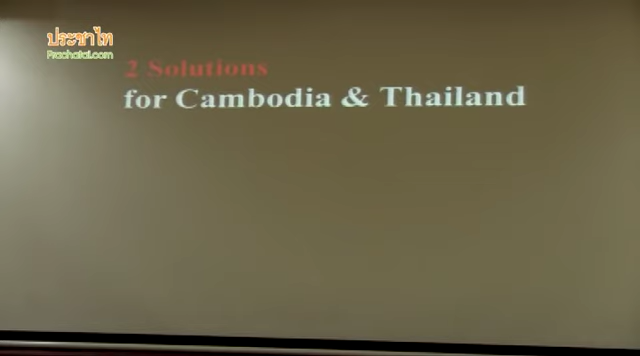 ประชาไท
Prachatai.com
2 Solutions
for Cambodia & Thailand